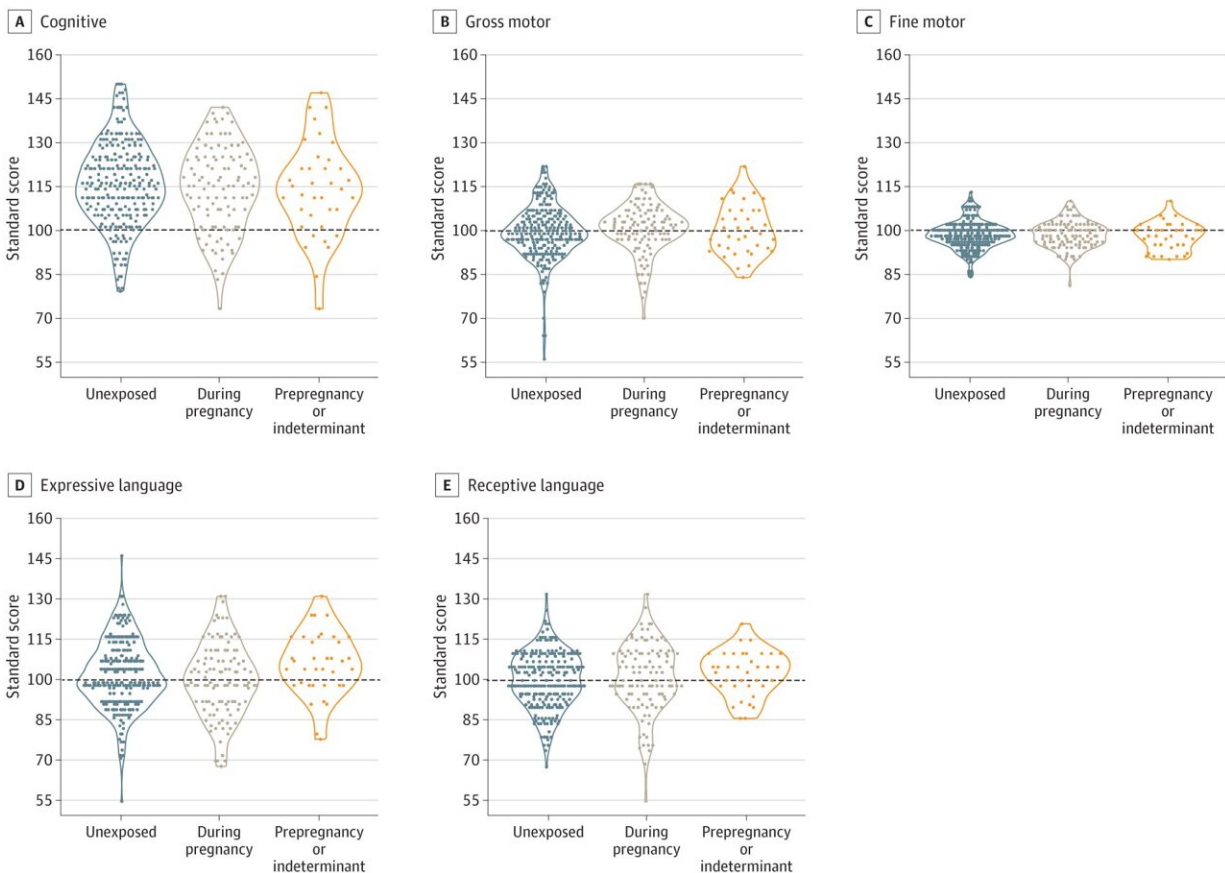 A Cognitive
160
145
130
115
100
85
70
55
Standard score
Unexposed
During
pregnancy
Prepregnancy
or
indeterminant
B Gross motor
160
145
130
115
100
85
70
55
Standard score
Unexposed
During
pregnancy
Prepregnancy
or
indeterminant
C Fine motor
160
145
130
115
100
85
70
55
Standard score
Unexposed
During
pregnancy
Prepregnancy
or
indeterminant
D Expressive language
160
145
130
115
100
85
70
55
Standard score
Unexposed
During
pregnancy
Prepregnancy
or
indeterminant
E Receptive language
160
145
130
115
100
85
70
55
Standard score
Unexposed
During
pregnancy
Prepregnancy
or
indeterminant